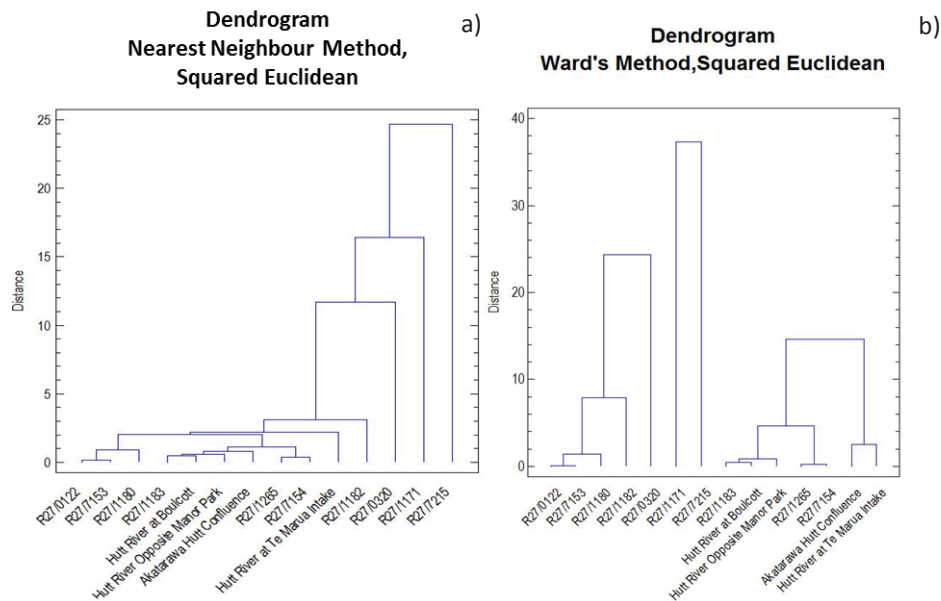 Dendrogram
Nearest Neighbour Method,
Squared Euclidean
a)
25
20
15
10
5
0
Distance
R27/0122
R27/7153
R27/1180
R27/1183
Hutt River at Boulcott
Hutt River Opposite Manor Park
Akatarawa Hutt Confluence
R27/1265
R27/7154
Hutt River at Te Marua Intake
R27/1182
R27/0320
R27/1171
R27/7215
Dendrogram
Ward's Method,Squared Euclidean
b)
40
30
20
10
0
Distance
R27/0122
R27/7153
R27/1180
R27/1182
R27/0320
R27/1171
R27/7215
R27/1183
Hutt River at Boulcott
Hutt River Opposite Manor Park
R27/1265
R27/7154
Akatarawa Hutt Confluence
Hutt River at Te Marua Intake